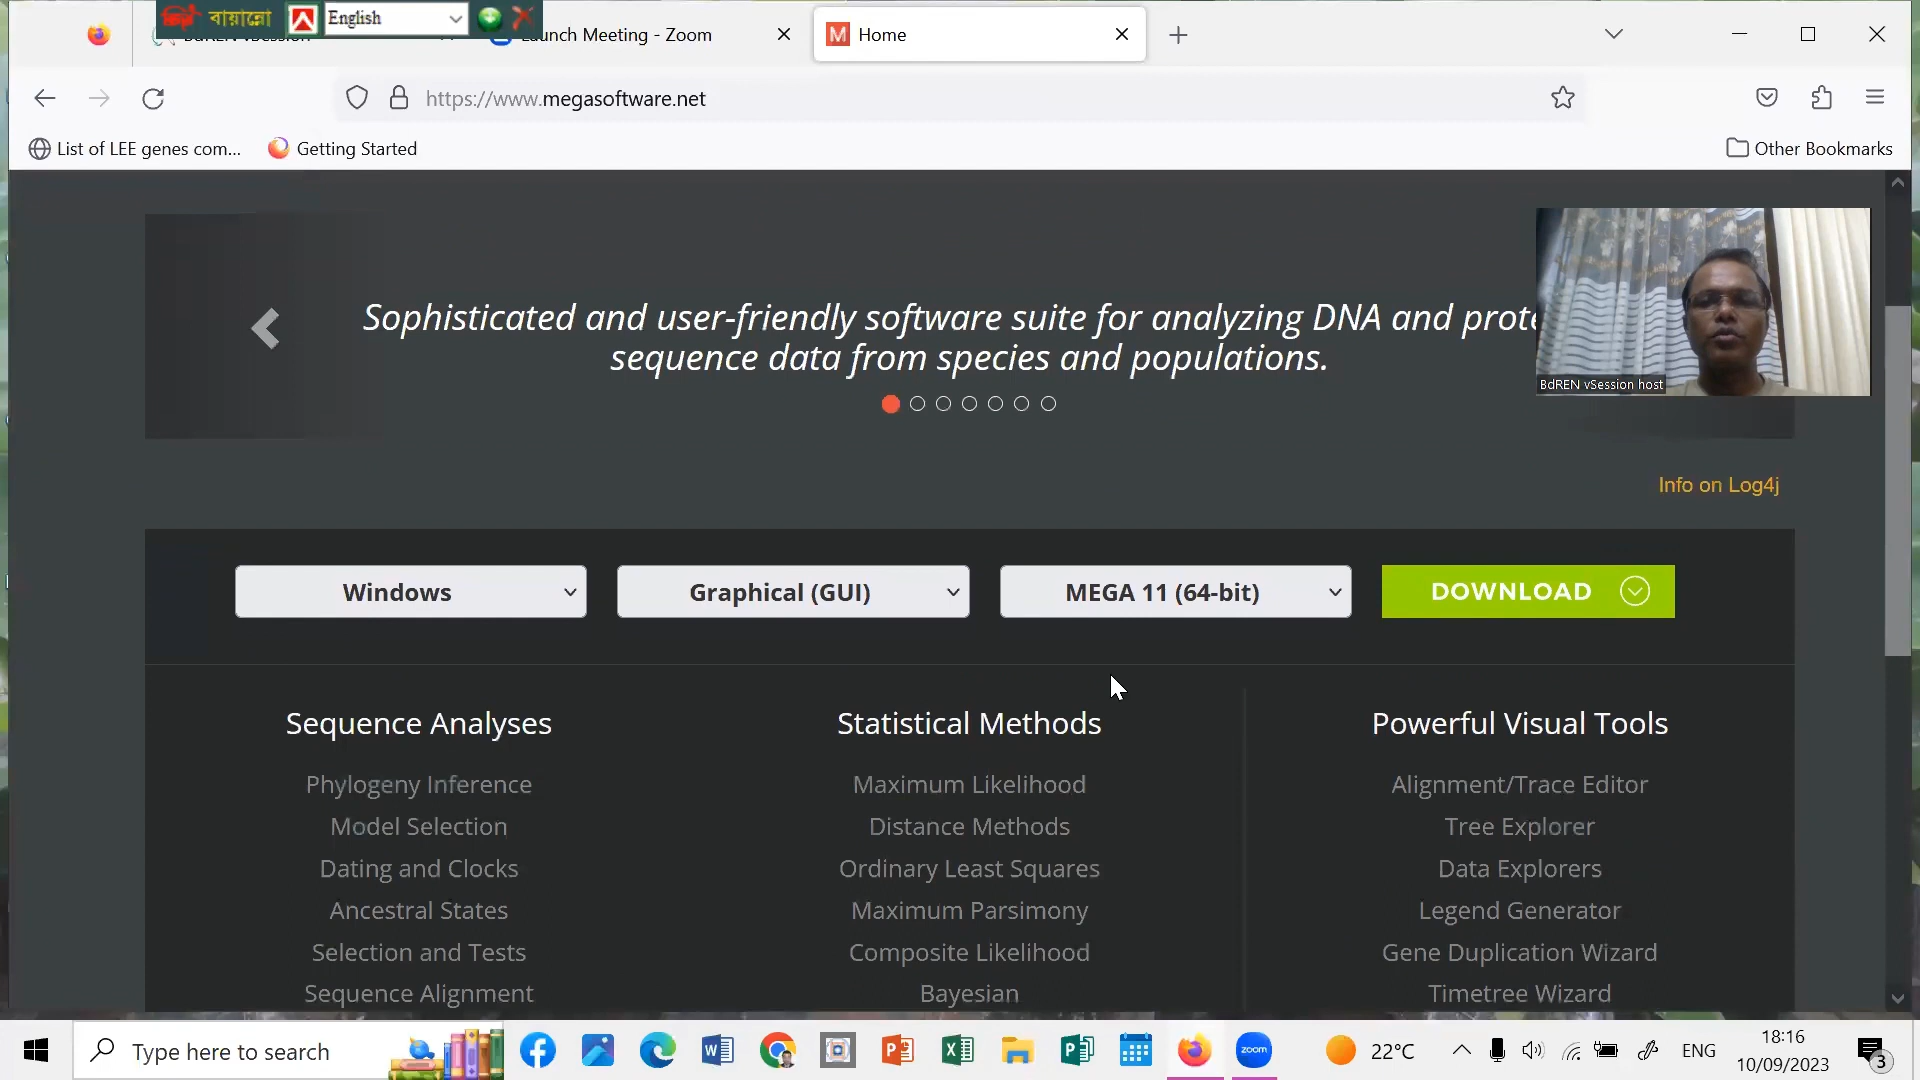 বায়ান্নো
English
Launch Meeting - Zoom
Home
https://www.megasoftware.net
List of LEE genes com...
Getting Started
Other Bookmarks
Sophisticated and user-friendly software suite for analyzing DNA and prote
sequence data from species and populations.
BdREN vSession host
Info on Log4j
Windows
Graphical (GUI)
MEGA 11 (64-bit)
DOWNLOAD
Sequence Analyses
Phylogeny Inference
Model Selection
Dating and Clocks
Ancestral States
Selection and Tests
Sequence Alignment
Statistical Methods
Maximum Likelihood
Distance Methods
Ordinary Least Squares
Maximum Parsimony
Composite Likelihood
Bayesian
Powerful Visual Tools
Alignment/Trace Editor
Tree Explorer
Data Explorers
Legend Generator
Gene Duplication Wizard
Timetree Wizard
Type here to search
zoom
22°C
ENG
18:16
10/09/2023
3